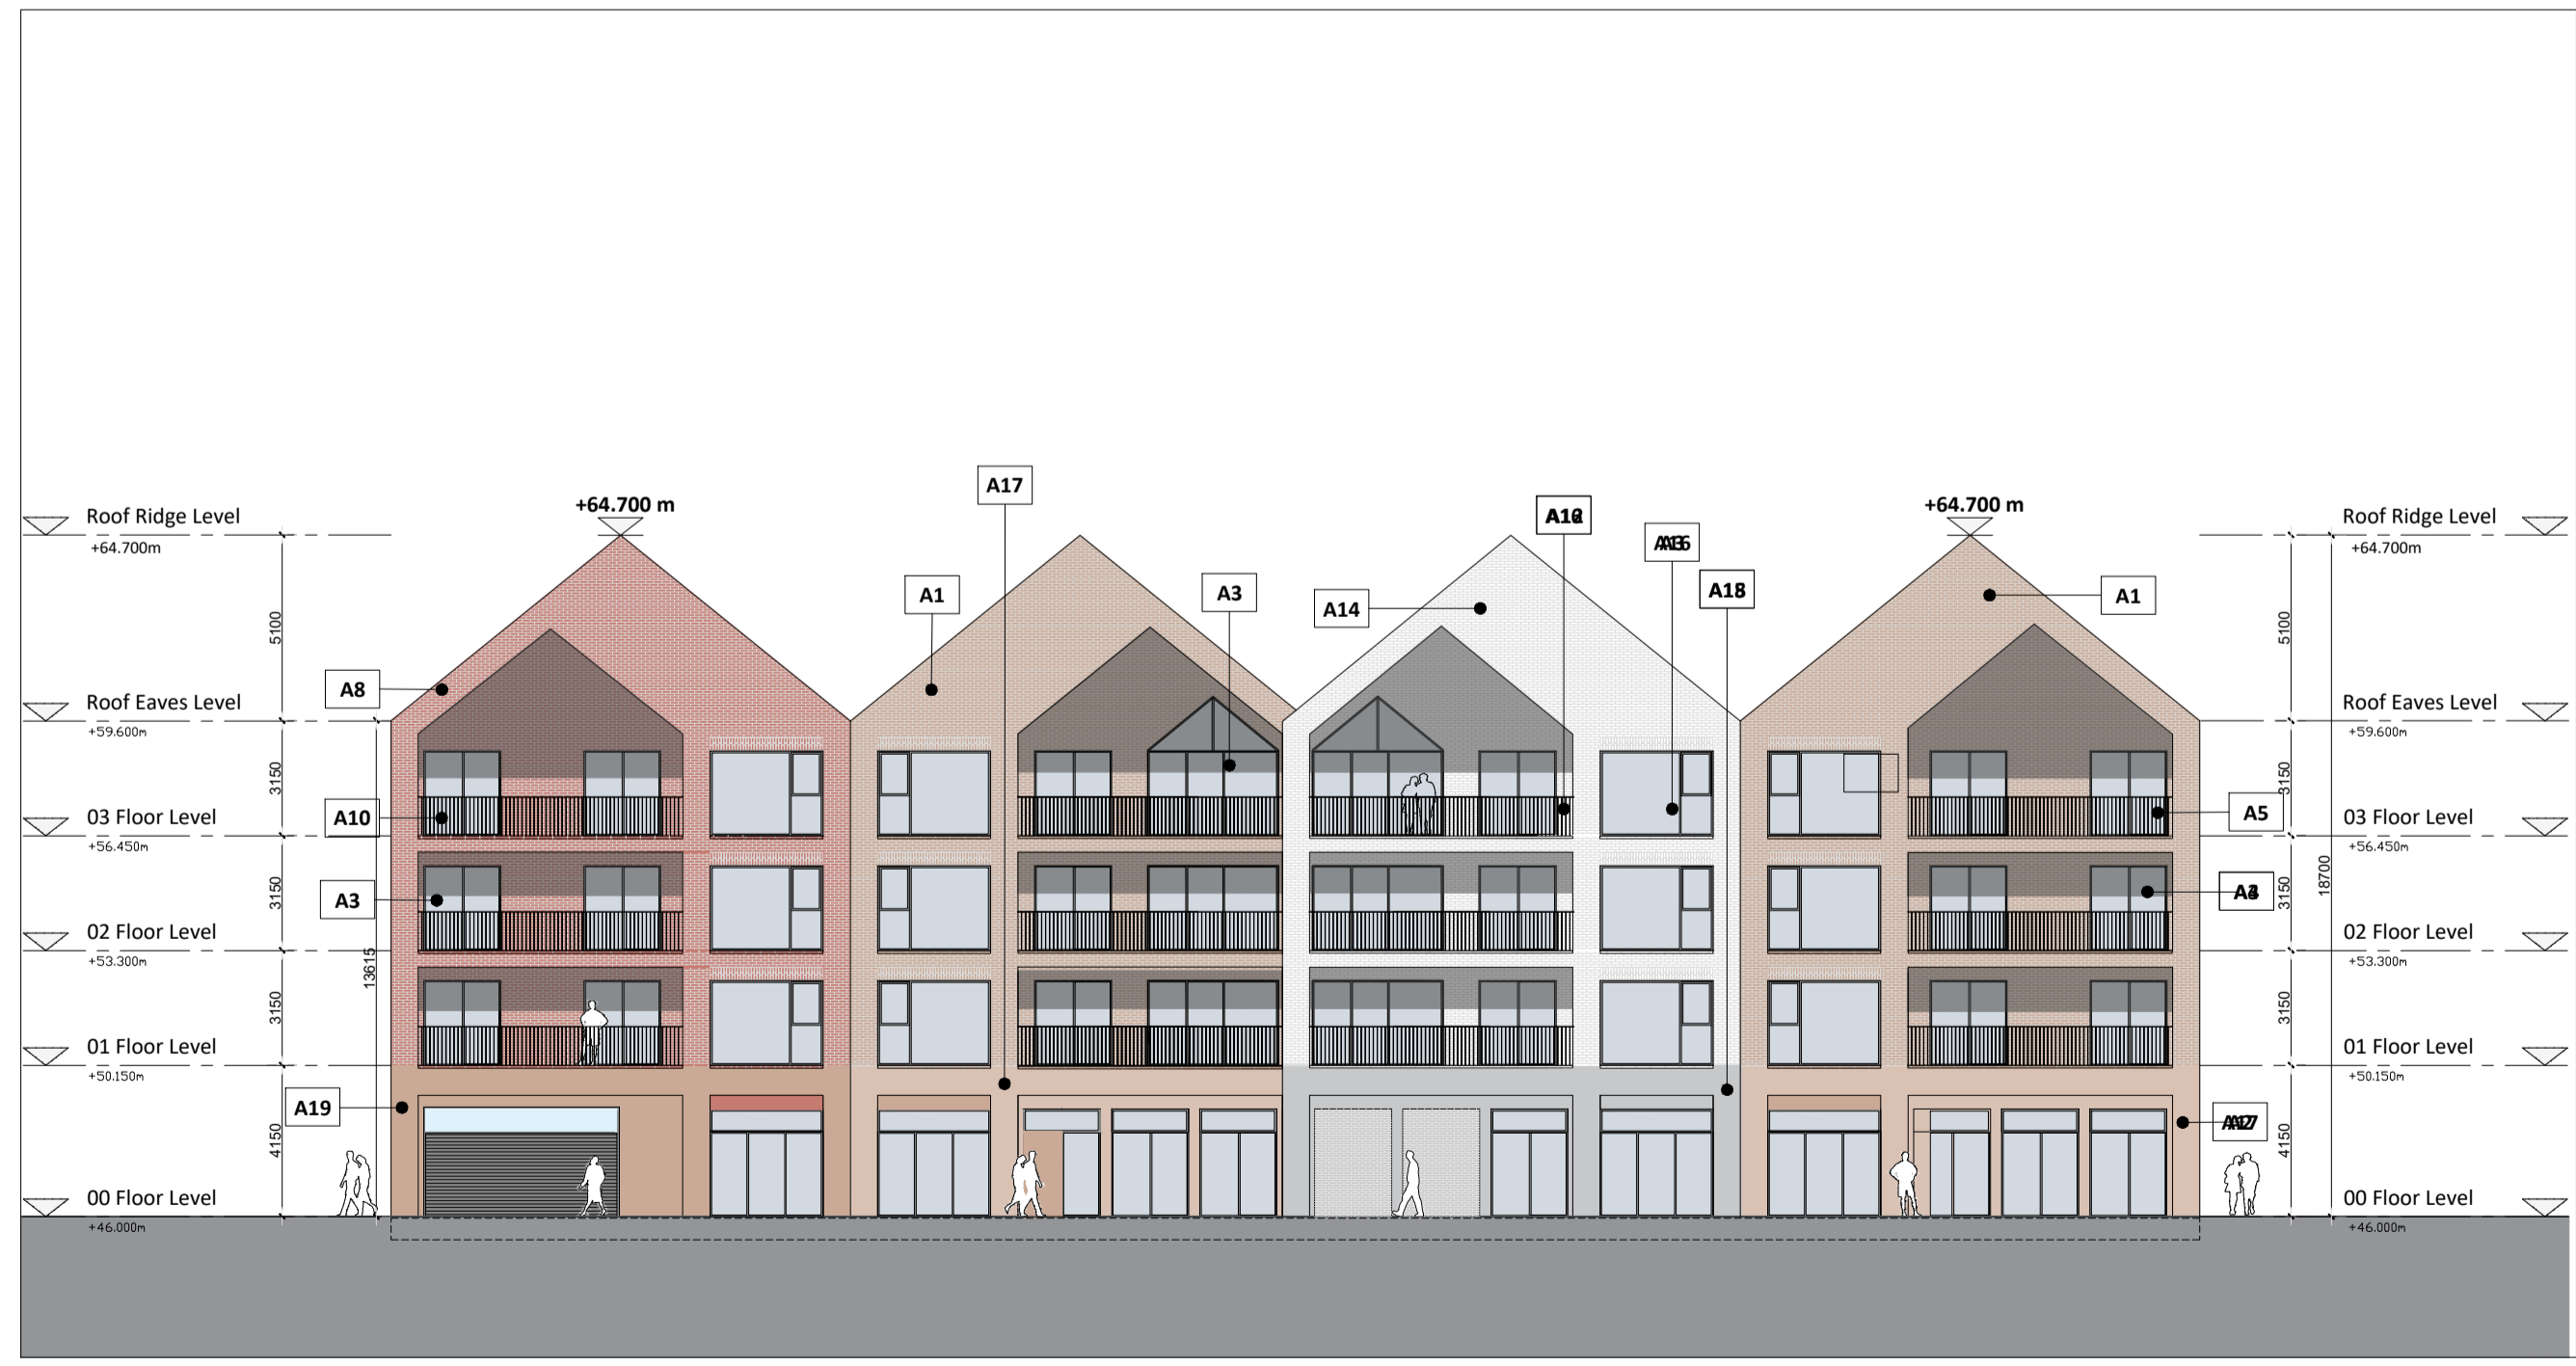 A17
+64.700 m
+64.700 m
Roof Ridge Level
+64.700m
Roof Ridge Level
+64.700m
A1
A3
A14
A18
A1
5100
5100
A8
Roof Eaves Level
+59.600m
Roof Eaves Level
+59.600m
3150
3150
A10
A5
03 Floor Level
+56.450m
03 Floor Level
+56.450m
18700
A3
3150
3150
02 Floor Level
+53.300m
02 Floor Level
+53.300m
13615
3150
3150
01 Floor Level
+50.150m
01 Floor Level
+50.150m
A19
4150
4150
00 Floor Level
+46.000m
00 Floor Level
+46.000m